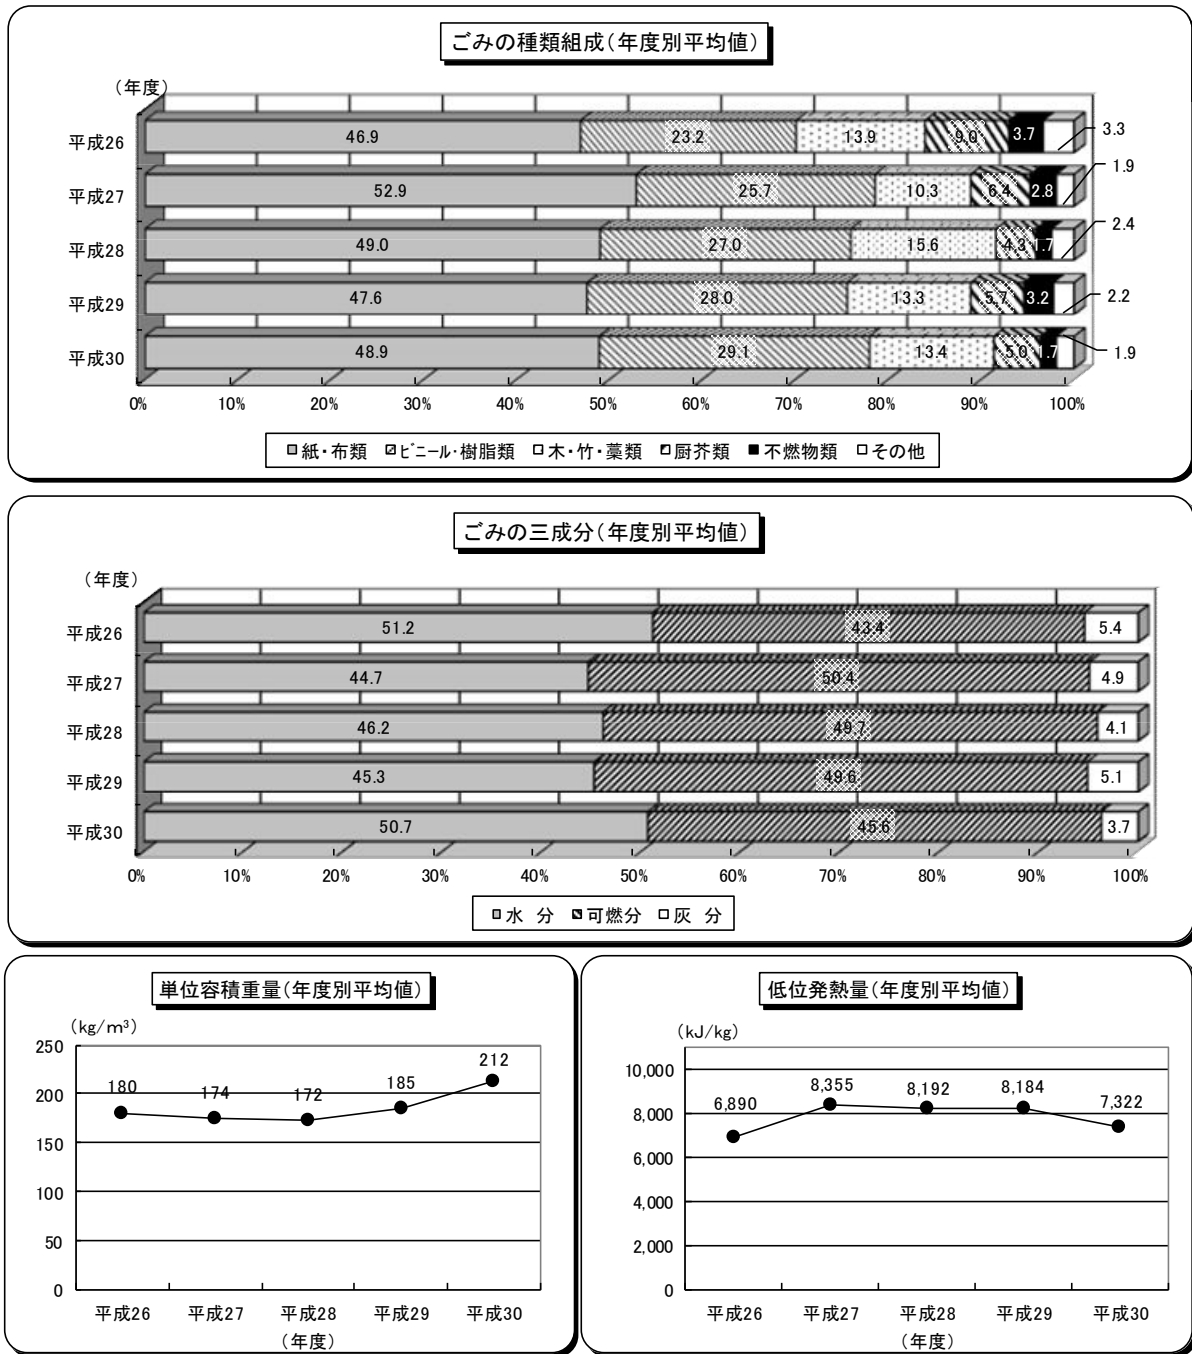 ごみの種類組成(年度別平均値)
(年度)
平成26 46.9 23.2 13.9 9.0 3.7 3.3
平成27 52.9 25.7 10.3 6.4 2.8 1.9
平成28 49.0 27.0 15.6 4.3 1.7 2.4
平成29 47.6 28.0 13.3 5.7 3.2 2.2
平成30 48.9 29.1 13.4 5.0 1.7 1.9
0% 10% 20% 30% 40% 50% 60% 70% 80% 90% 100%
紙・布類 ビニール・樹脂類 木・竹・藁類 厨芥類 不燃物類 その他
ごみの三成分(年度別平均値)
(年度)
平成26 51.2 43.4 5.4
平成27 44.7 50.4 4.9
平成28 46.2 49.7 4.1
平成29 45.3 49.6 5.1
平成30 50.7 45.6 3.7
0% 10% 20% 30% 40% 50% 60% 70% 80% 90% 100%
水 分 可燃分 灰 分
単位容積重量(年度別平均値)
(kg/m³)
250
200
150
100
50
0
180 174 172 185 212
平成26 平成27 平成28 平成29 平成30
(年度)
低位発熱量(年度別平均値)
(kJ/kg)
10,000
8,000
6,000
4,000
2,000
0
6,890 8,355 8,192 8,184 7,322
平成26 平成27 平成28 平成29 平成30
(年度)